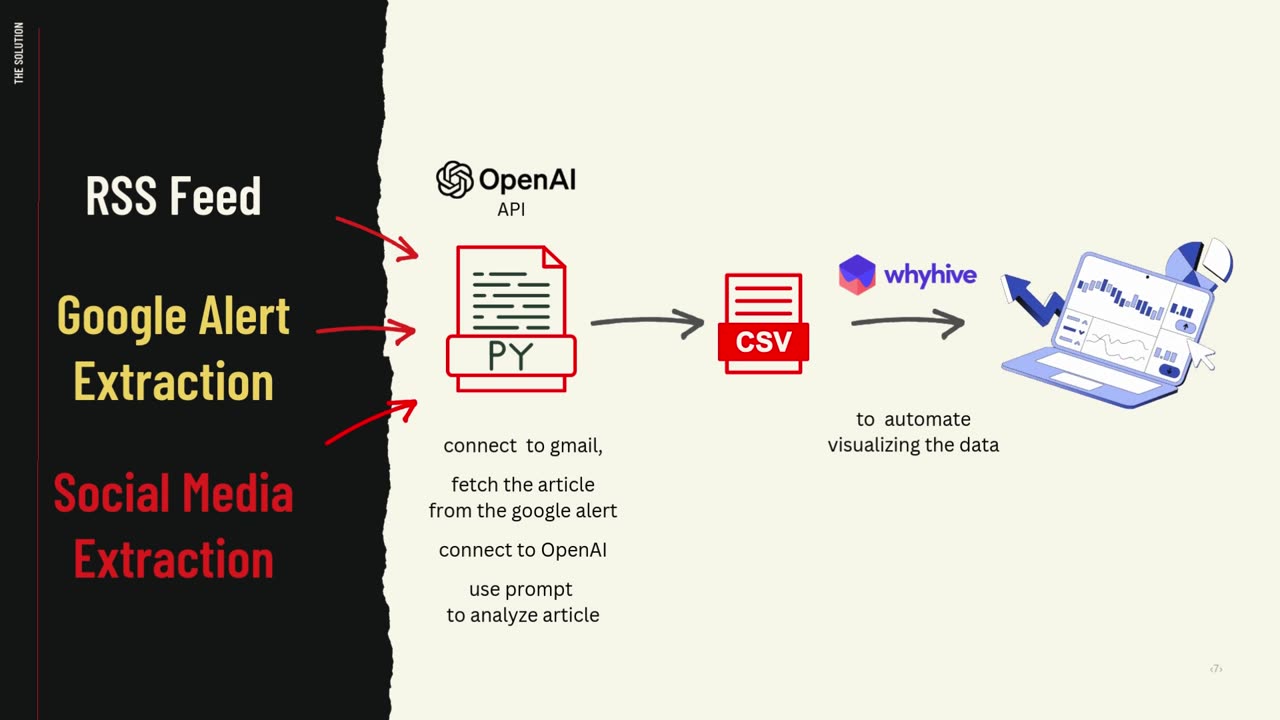 THE SOLUTION
RSS Feed
Google Alert
Extraction
Social Media
Extraction
OpenAI
API
PY
connect to gmail,
fetch the article
from the google alert
connect to OpenAI
use prompt
to analyze article
CSV
whyhive
to automate
visualizing the data
‹7›